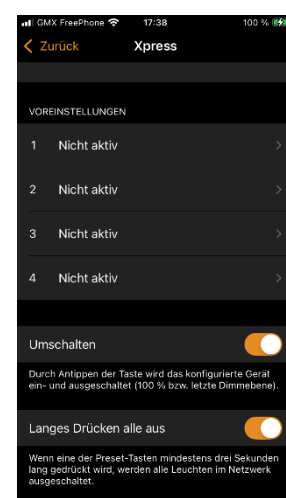 GMX FreePhone 17:38 100 %
Zurück Xpress
VOREINSTELLUNGEN
1 Nicht aktiv
2 Nicht aktiv
3 Nicht aktiv
4 Nicht aktiv
Umschalten
Durch Antippen der Taste wird das konfigurierte Gerät
ein- und ausgeschaltet (100 % bzw. letzte Dimmebene).
Langes Drücken alle aus
Wenn eine der Preset-Tasten mindestens drei Sekunden
lang gedrückt wird, werden alle Leuchten im Netzwerk
ausgeschaltet.